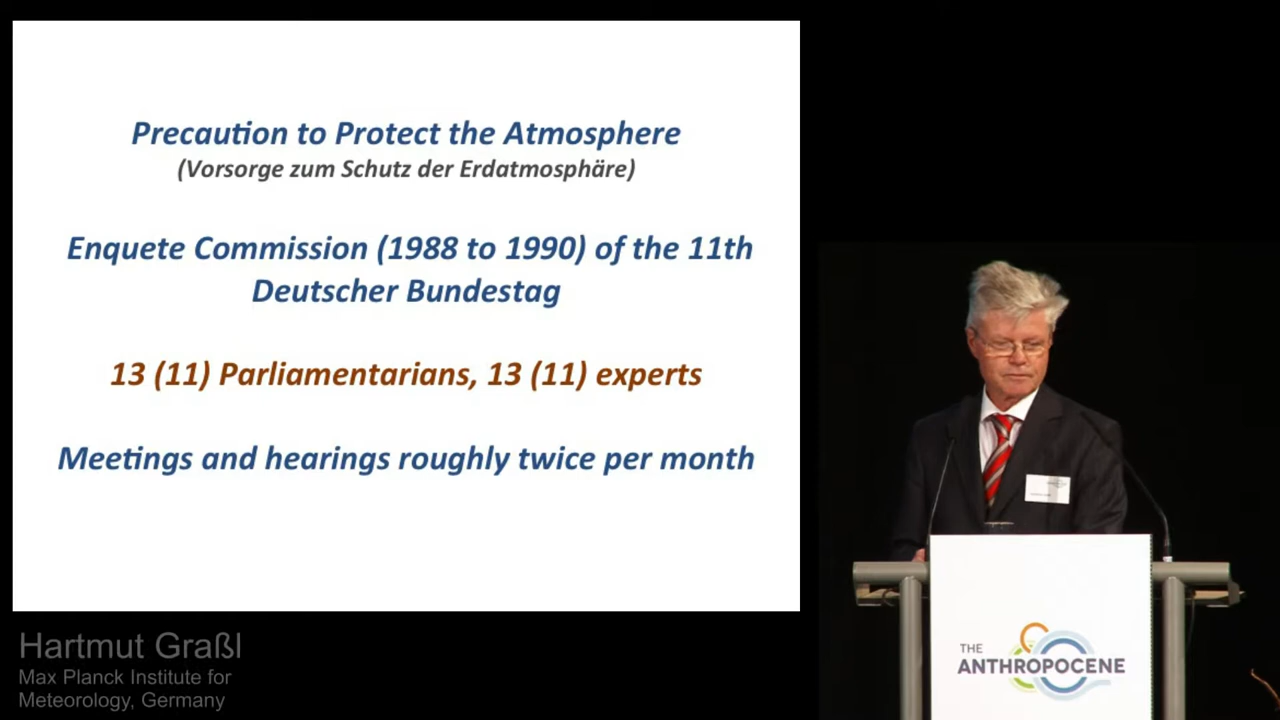 Precaution to Protect the Atmosphere
(Vorsorge zum Schutz der Erdatmosphäre)
Enquete Commission (1988 to 1990) of the 11th
Deutscher Bundestag
13 (11) Parliamentarians, 13 (11) experts
Meetings and hearings roughly twice per month
Hartmut Graßl
Max Planck Institute for
Meteorology, Germany
THE
ANTHROPOCENE